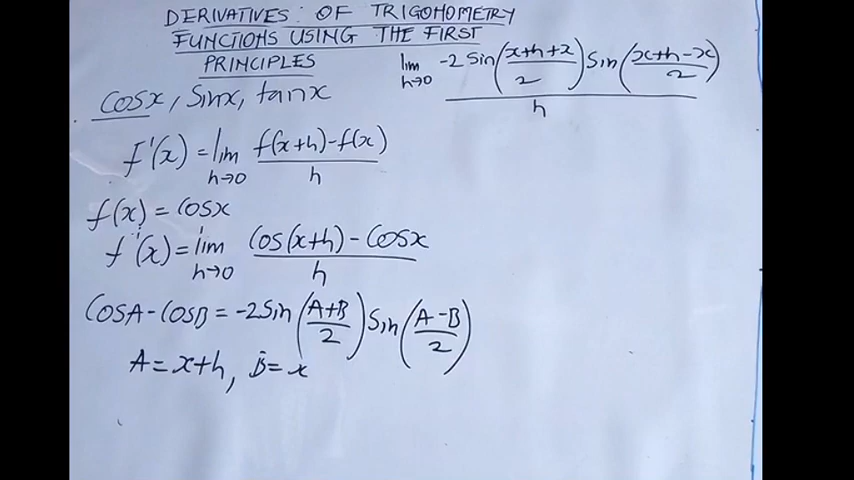 DERIVATIVES: OF TRIGONOMETRY
FUNCTIONS USING THE FIRST
PRINCIPLES
Cosx, Sinx, tanx
F'(x) = lim h→0 f(x+h)-f(x) / h
f(x) = Cosx
f'(x) = lim h→0 Cos(x+h) - Cosx / h
CosA - CosB = -2Sin(A+B / 2) Sin(A-B / 2)
A = x+h, B = x
lim h→0 -2 Sin(x+h+x / 2) Sin(x+h-x / 2) / h